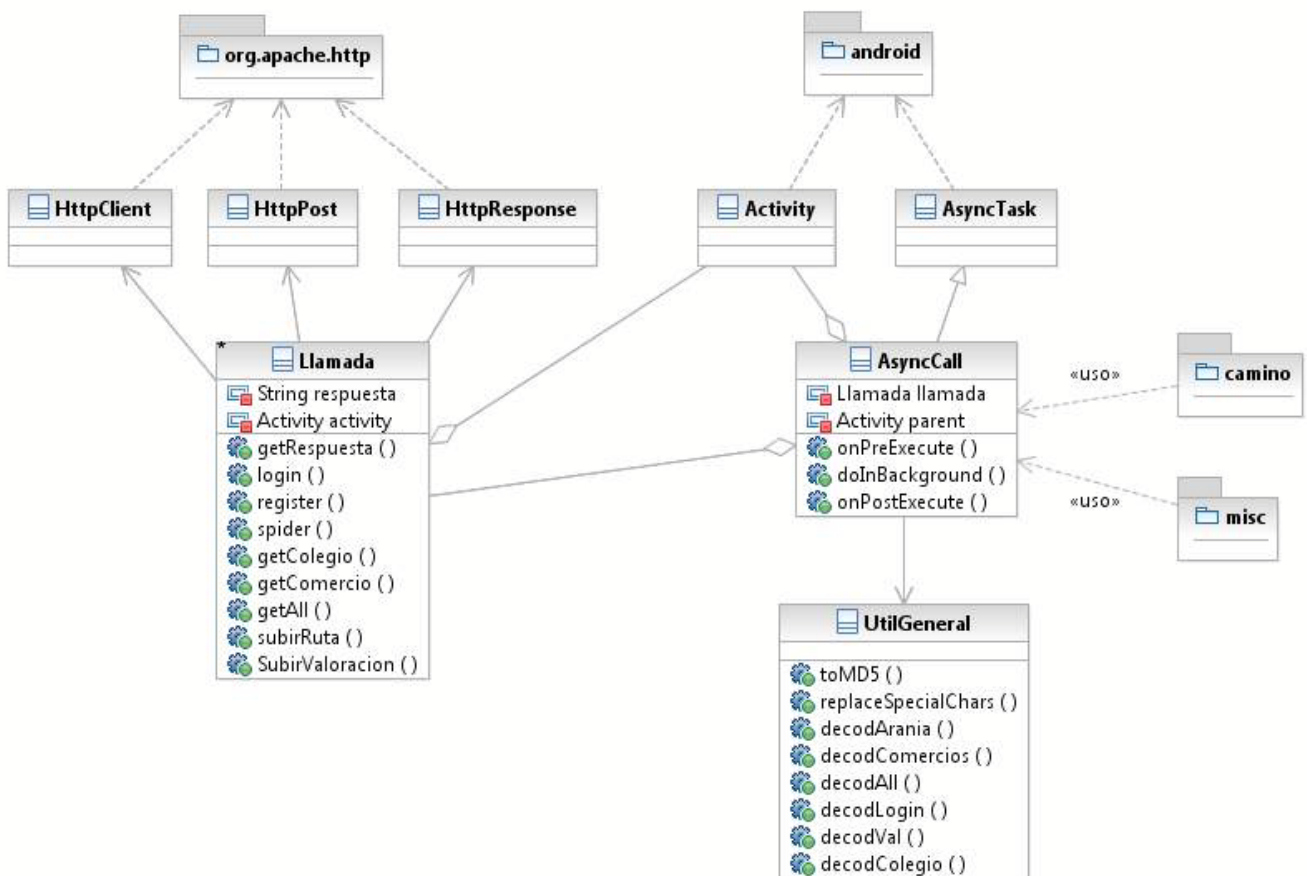 org.apache.http
android
HttpClient
HttpPost
HttpResponse
Activity
AsyncTask
*
Llamada
String respuesta
Activity activity
getRespuesta ( )
login ( )
register ( )
spider ( )
getColegio ( )
getComercio ( )
getAll ( )
subirRuta ( )
SubirValoracion ( )
AsyncCall
Llamada llamada
Activity parent
onPreExecute ( )
doInBackground ( )
onPostExecute ( )
«uso»
camino
«uso»
misc
UtilGeneral
toMD5 ( )
replaceSpecialChars ( )
decodArania ( )
decodComercios ( )
decodAll ( )
decodLogin ( )
decodVal ( )
decodColegio ( )